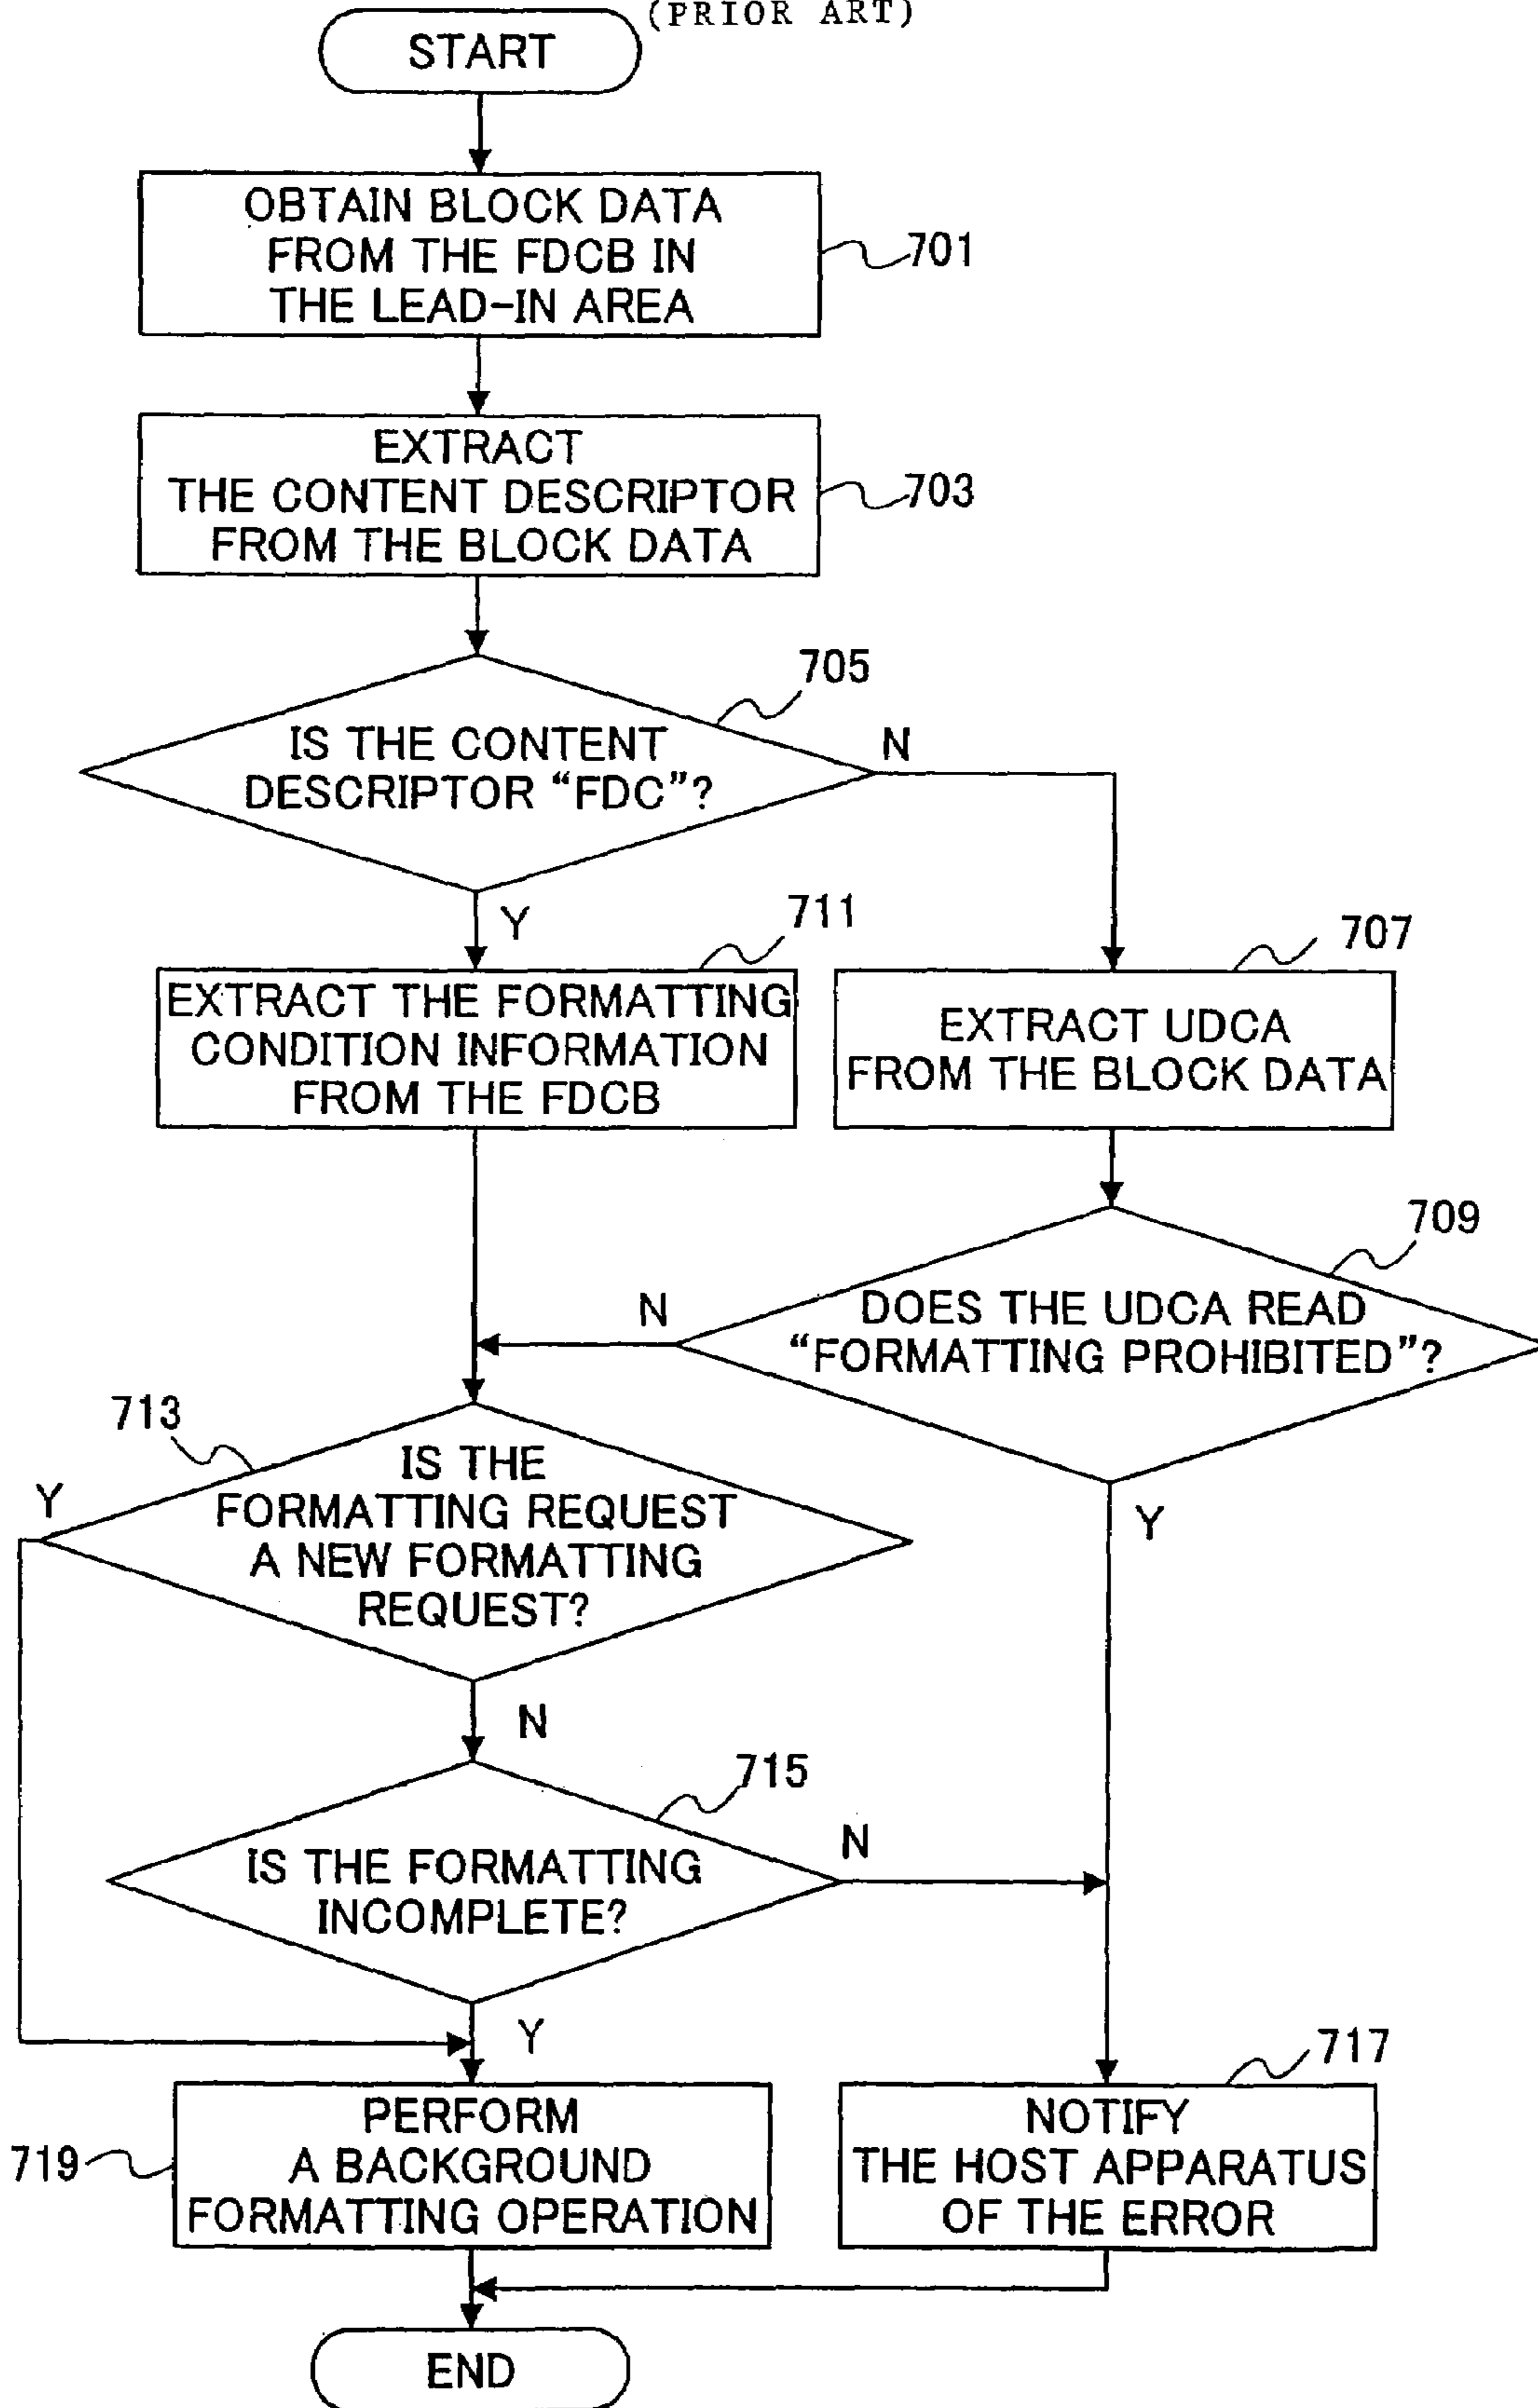 (PRIOR ART)
START
OBTAIN BLOCK DATA
FROM THE FDCB IN
THE LEAD-IN AREA
701
EXTRACT
THE CONTENT DESCRIPTOR
FROM THE BLOCK DATA
703
705
IS THE CONTENT
DESCRIPTOR “FDC”?
N
Y
711
EXTRACT THE FORMATTING
CONDITION INFORMATION
FROM THE FDCB
707
EXTRACT UDCA
FROM THE BLOCK DATA
709
DOES THE UDCA READ
“FORMATTING PROHIBITED”?
N
Y
713
IS THE
FORMATTING REQUEST
A NEW FORMATTING
REQUEST?
Y
N
715
IS THE FORMATTING
INCOMPLETE?
N
Y
719
PERFORM
A BACKGROUND
FORMATTING OPERATION
717
NOTIFY
THE HOST APPARATUS
OF THE ERROR
END